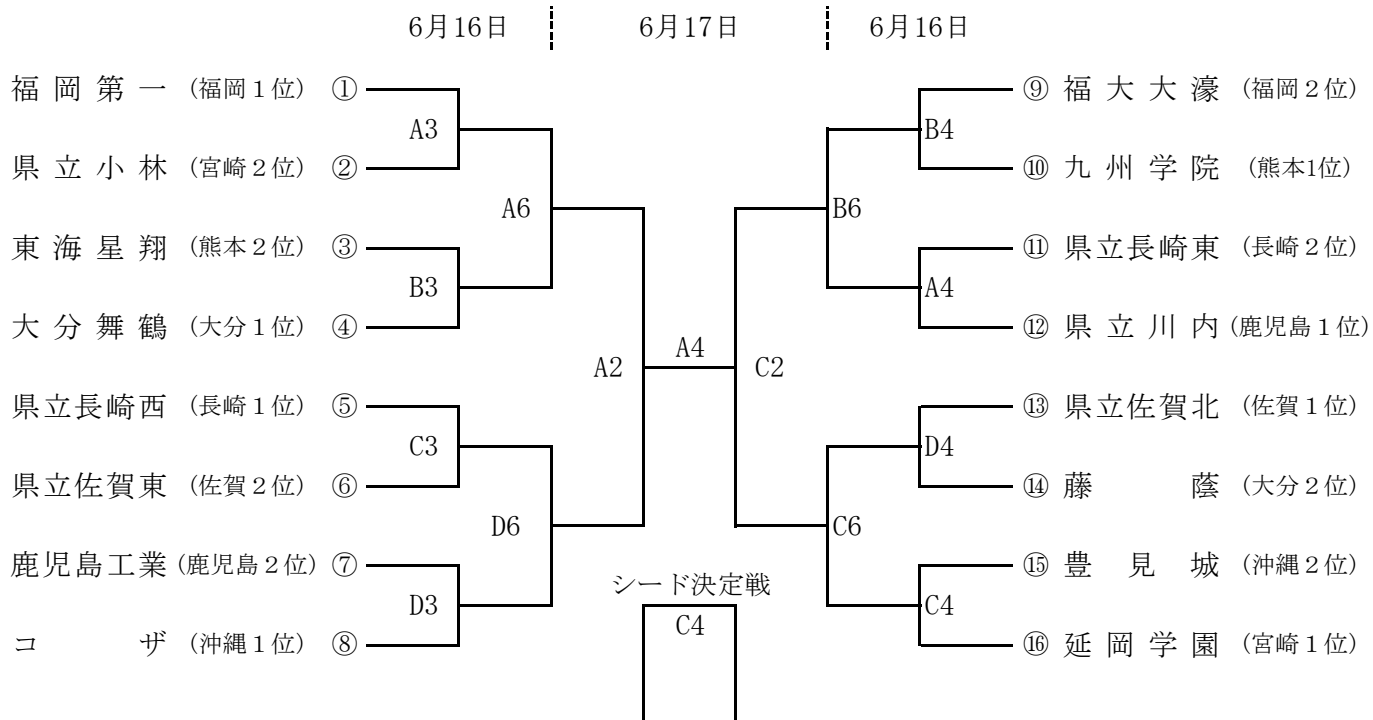 6月16日 6月17日 6月16日
福岡第一 (福岡１位) ① ⑨ 福大大濠 (福岡２位)
A3 B4
県立小林 (宮崎２位) ② ⑩ 九州学院 (熊本1位)
A6 B6
東海星翔 (熊本２位) ③ ⑪ 県立長崎東 (長崎２位)
B3 A4
大分舞鶴 (大分１位) ④ ⑫ 県立川内 (鹿児島１位)
A2 A4 C2
県立長崎西 (長崎１位) ⑤ ⑬ 県立佐賀北 (佐賀１位)
C3 D4
県立佐賀東 (佐賀２位) ⑥ ⑭ 藤蔭 (大分２位)
D6 C6
鹿児島工業 (鹿児島２位) ⑦ ⑮ 豊見城 (沖縄２位)
シード決定戦
D3 C4 C4
コザ (沖縄１位) ⑧ ⑯ 延岡学園 (宮崎１位)